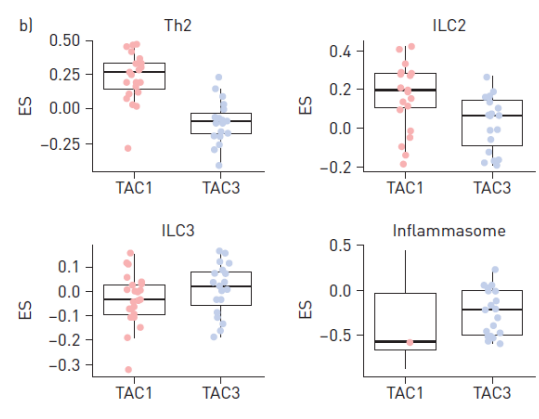 b)
Th2
ES
0.50
0.25
0.00
−0.25
TAC1 TAC3
ILC2
ES
0.4
0.2
0.0
−0.2
TAC1 TAC3
ILC3
ES
0.1
0.0
−0.1
−0.2
−0.3
TAC1 TAC3
Inflammasome
ES
0.5
0.0
−0.5
TAC1 TAC3